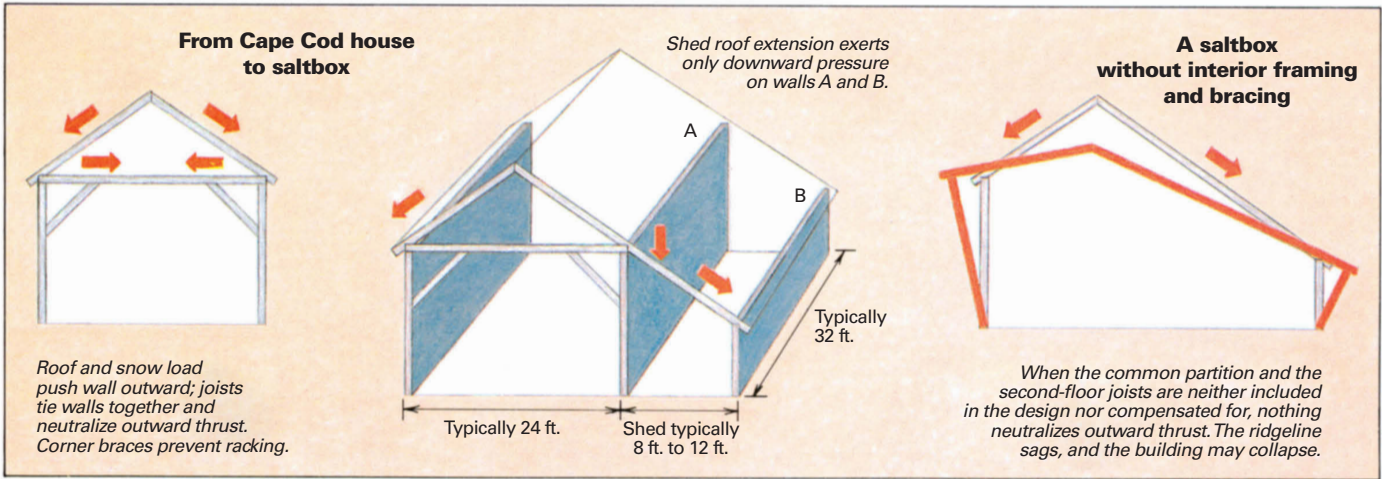 From Cape Cod house
to saltbox
Roof and snow load
push wall outward; joists
tie walls together and
neutralize outward thrust.
Corner braces prevent racking.
Shed roof extension exerts
only downward pressure
on walls A and B.
A
B
Typically
32 ft.
Typically 24 ft.
Shed typically
8 ft. to 12 ft.
A saltbox
without interior framing
and bracing
When the common partition and the
second-floor joists are neither included
in the design nor compensated for, nothing
neutralizes outward thrust. The ridgeline
sags, and the building may collapse.